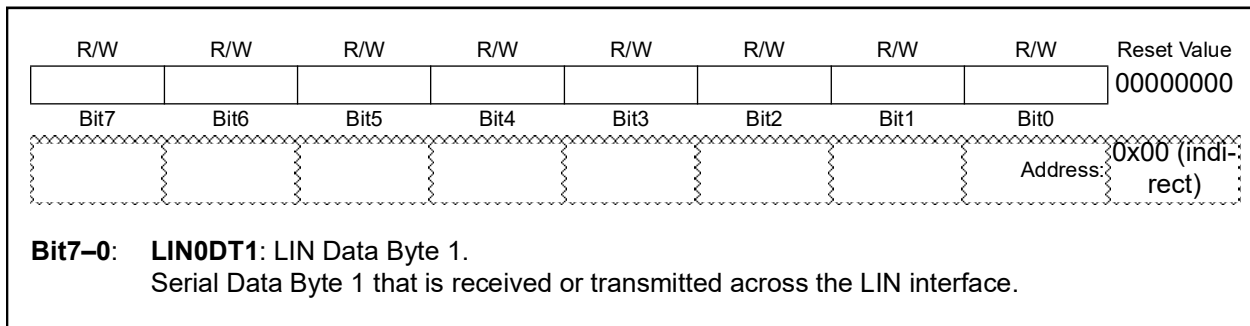 R/W R/W R/W R/W R/W R/W R/W R/W Reset Value
00000000
Bit7 Bit6 Bit5 Bit4 Bit3 Bit2 Bit1 Bit0
Address: 0x00 (indi-
rect)
Bit7–0: LIN0DT1: LIN Data Byte 1.
Serial Data Byte 1 that is received or transmitted across the LIN interface.